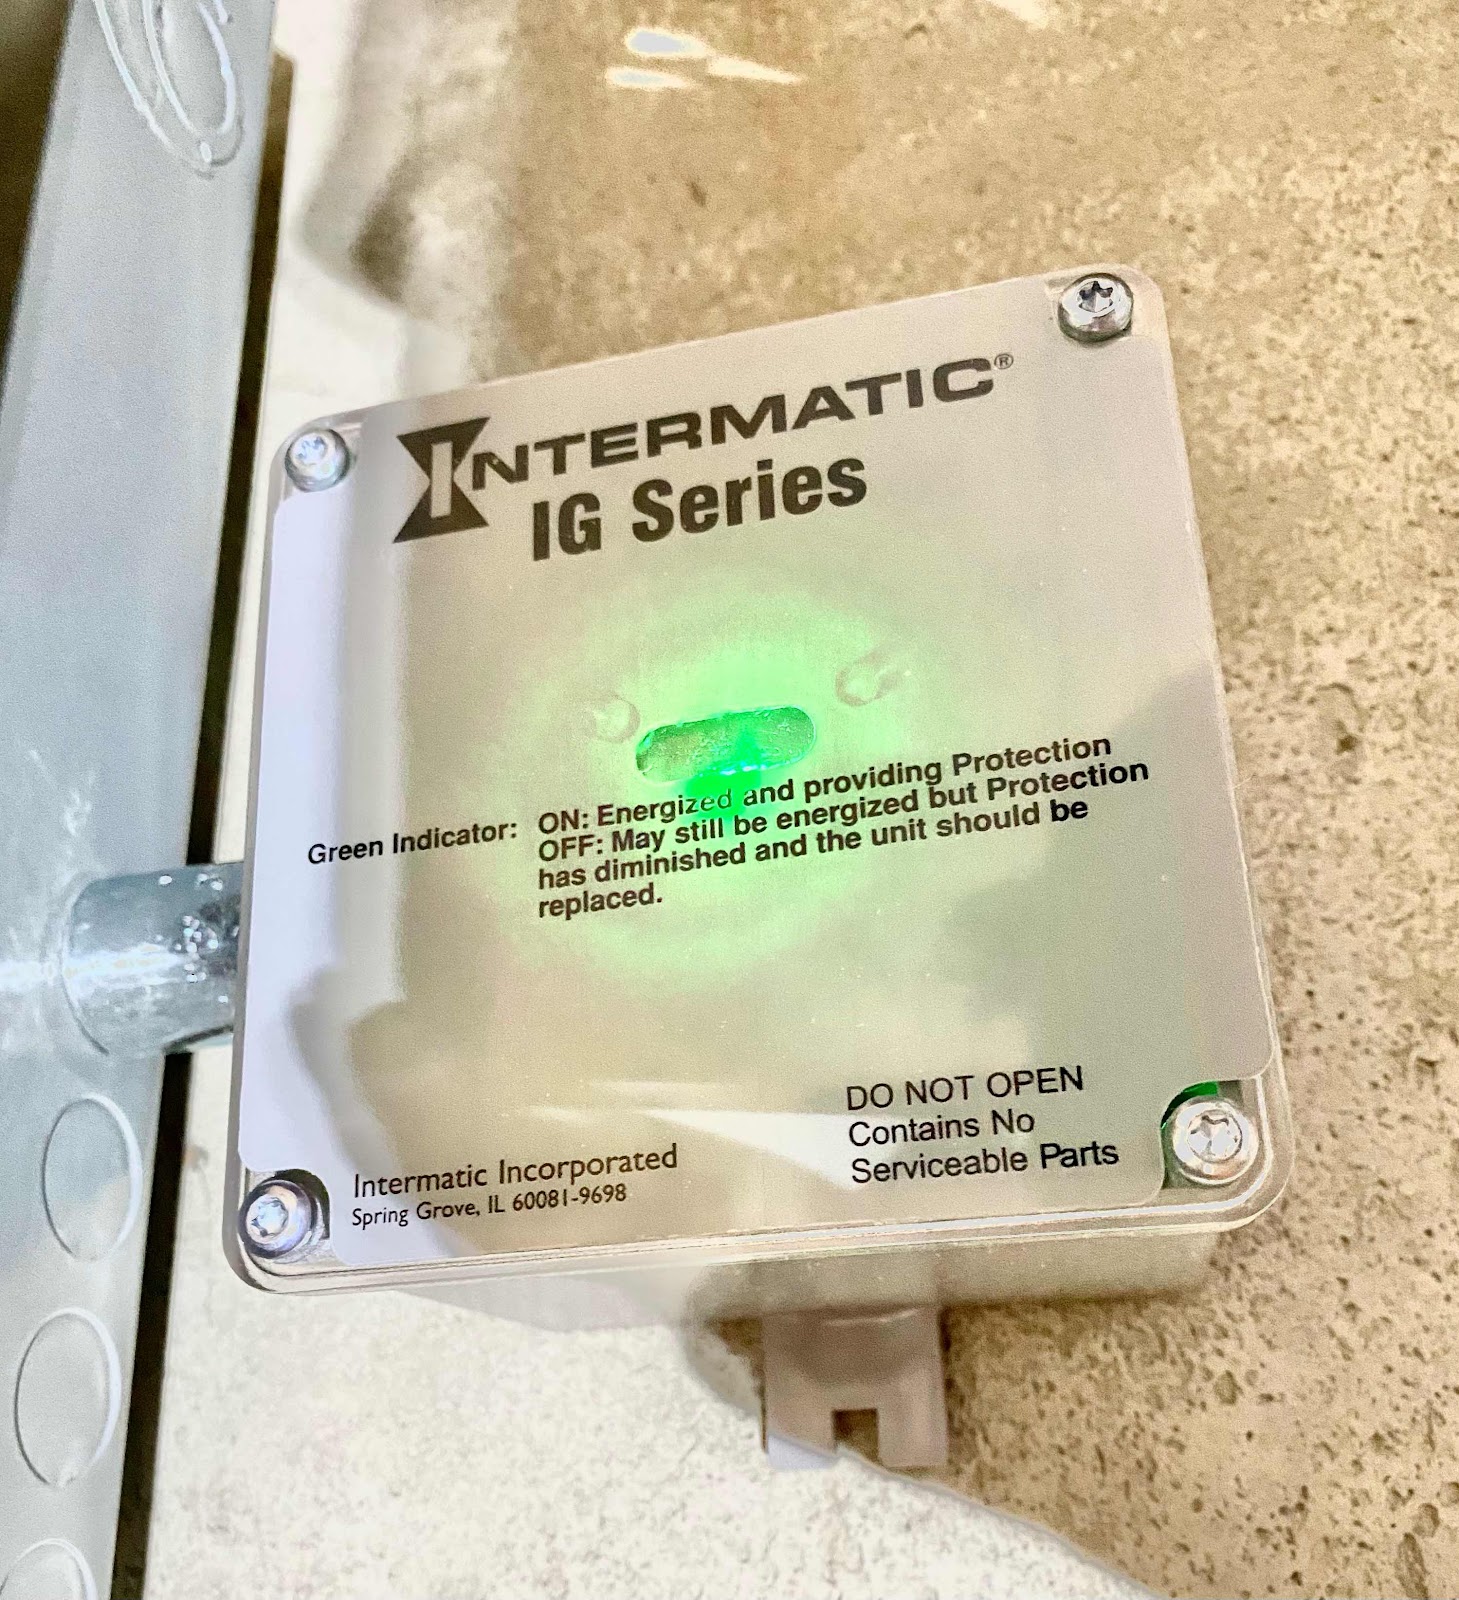 INTERMATIC®
IG Series
Green Indicator: ON: Energized and providing Protection
OFF: May still be energized but Protection
has diminished and the unit should be
replaced.
DO NOT OPEN
Contains No
Serviceable Parts
Intermatic Incorporated
Spring Grove, IL 60081-9698